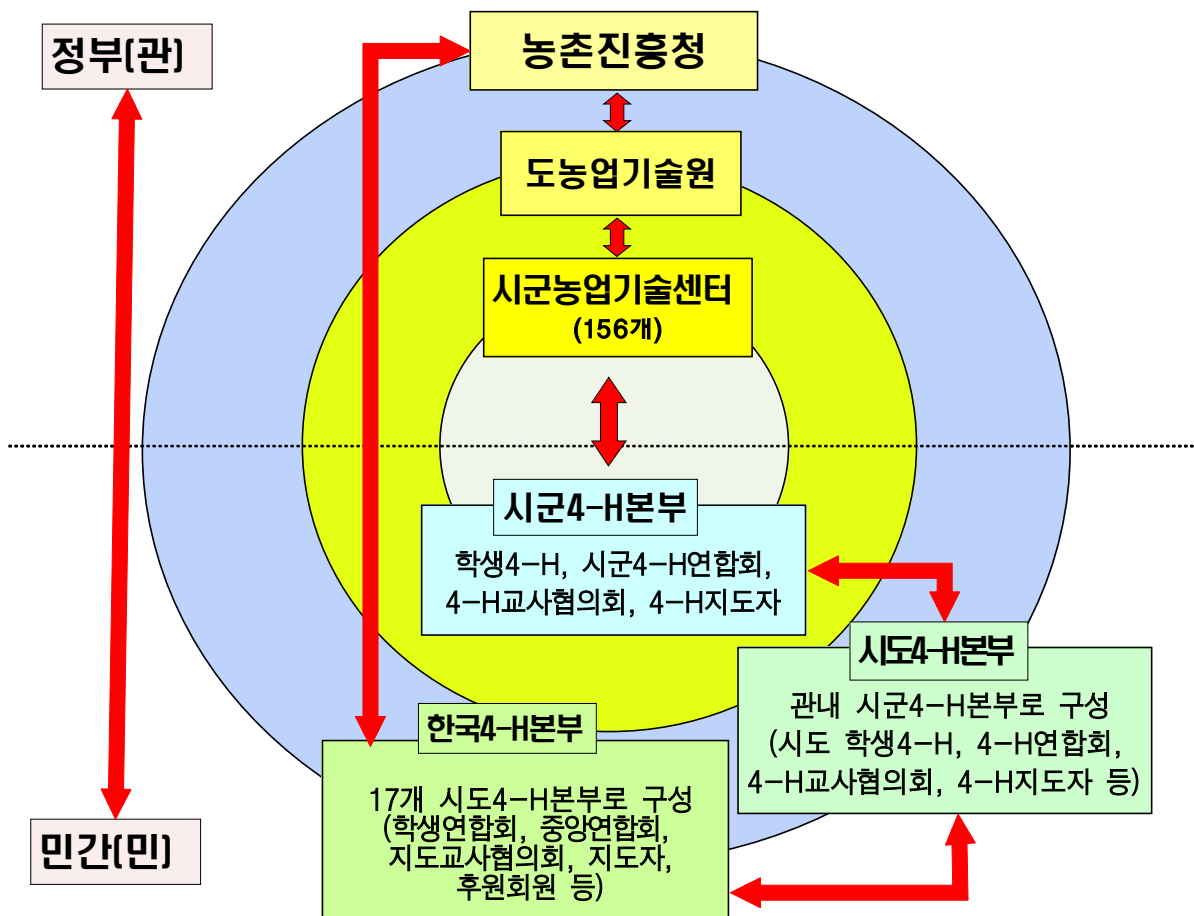 정부(관)
농촌진흥청
도농업기술원
시군농업기술센터
(156개)
시군4-H본부
학생4-H, 시군4-H연합회,
4-H교사협의회, 4-H지도자
시도4-H본부
관내 시군4-H본부로 구성
(시도 학생4-H, 4-H연합회,
4-H교사협의회, 4-H지도자 등)
한국4-H본부
17개 시도4-H본부로 구성
(학생연합회, 중앙연합회,
지도교사협의회, 지도자,
후원회원 등)
민간(민)